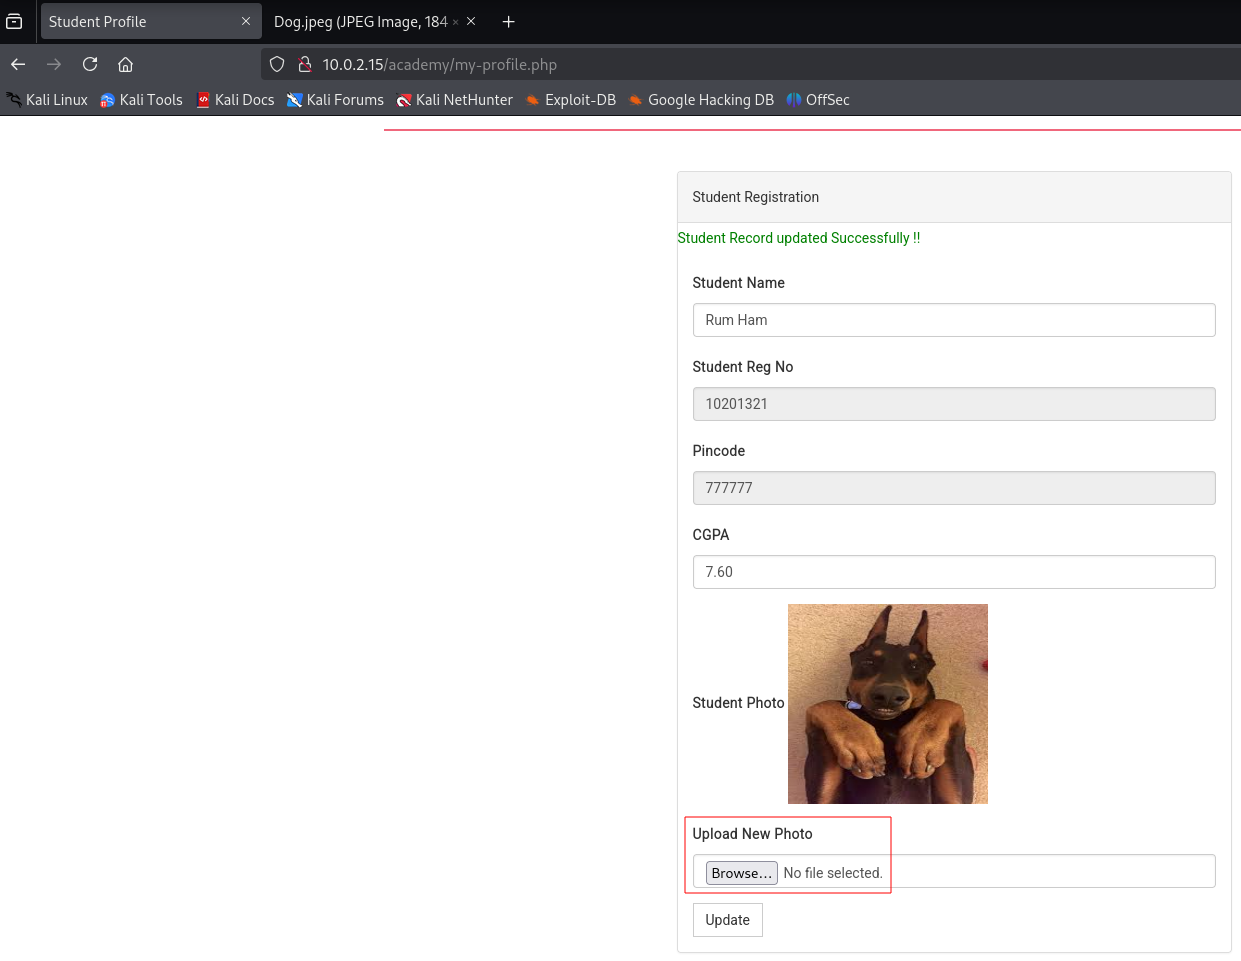 Student Profile
Dog.jpeg (JPEG Image, 184
10.0.2.15/academy/my-profile.php
Kali Linux Kali Tools Kali Docs Kali Forums Kali NetHunter Exploit-DB Google Hacking DB OffSec
Student Registration
Student Record updated Successfully !!
Student Name
Rum Ham
Student Reg No
10201321
Pincode
777777
CGPA
7.60
Student Photo
Upload New Photo
Browse... No file selected.
Update